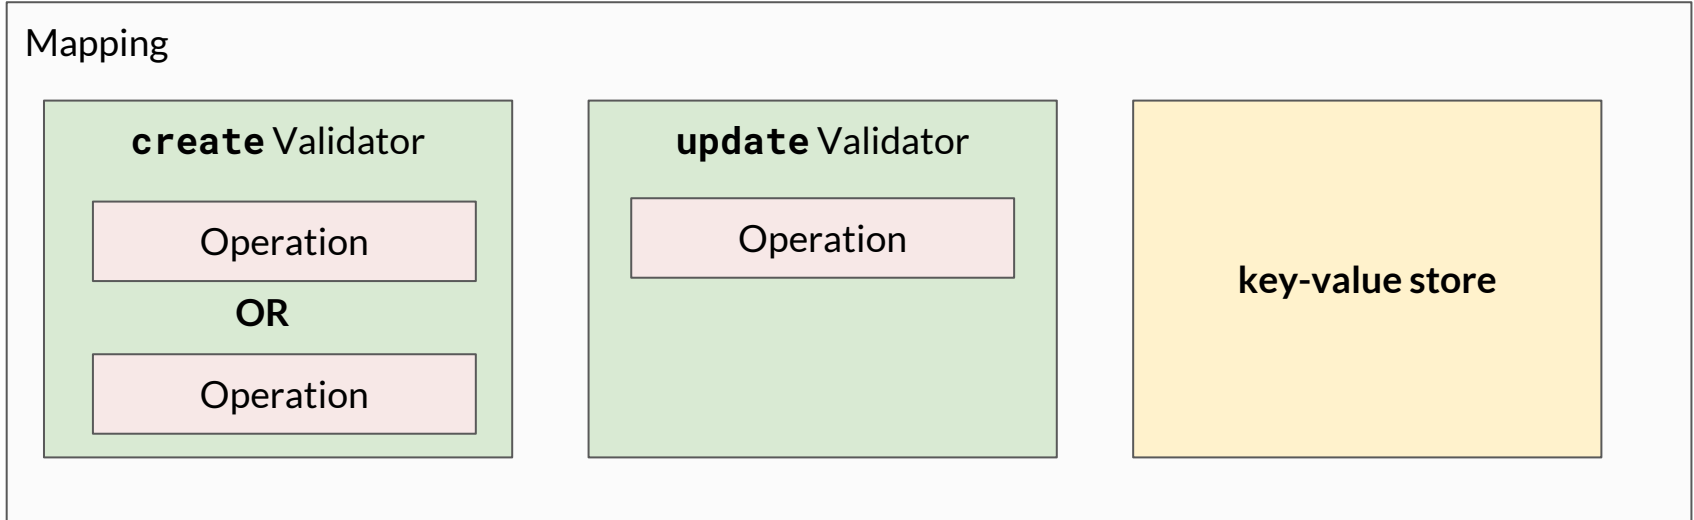 Mapping
create Validator
Operation
OR
Operation
update Validator
Operation
key-value store